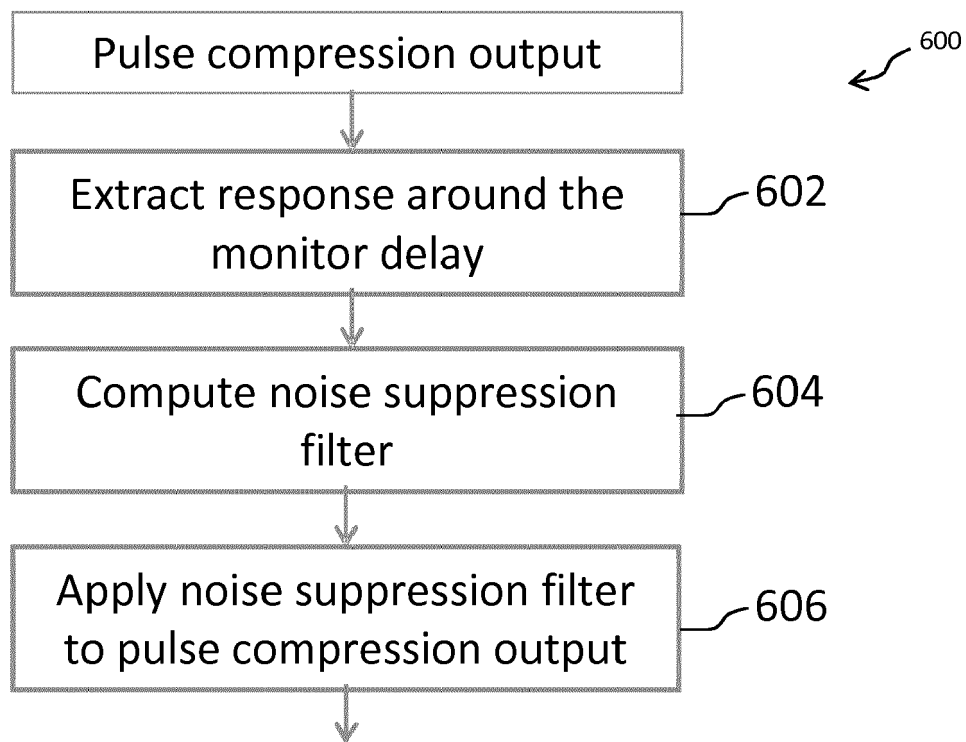 Pulse compression output
600
Extract response around the
monitor delay
602
Compute noise suppression
filter
604
Apply noise suppression filter
to pulse compression output
606